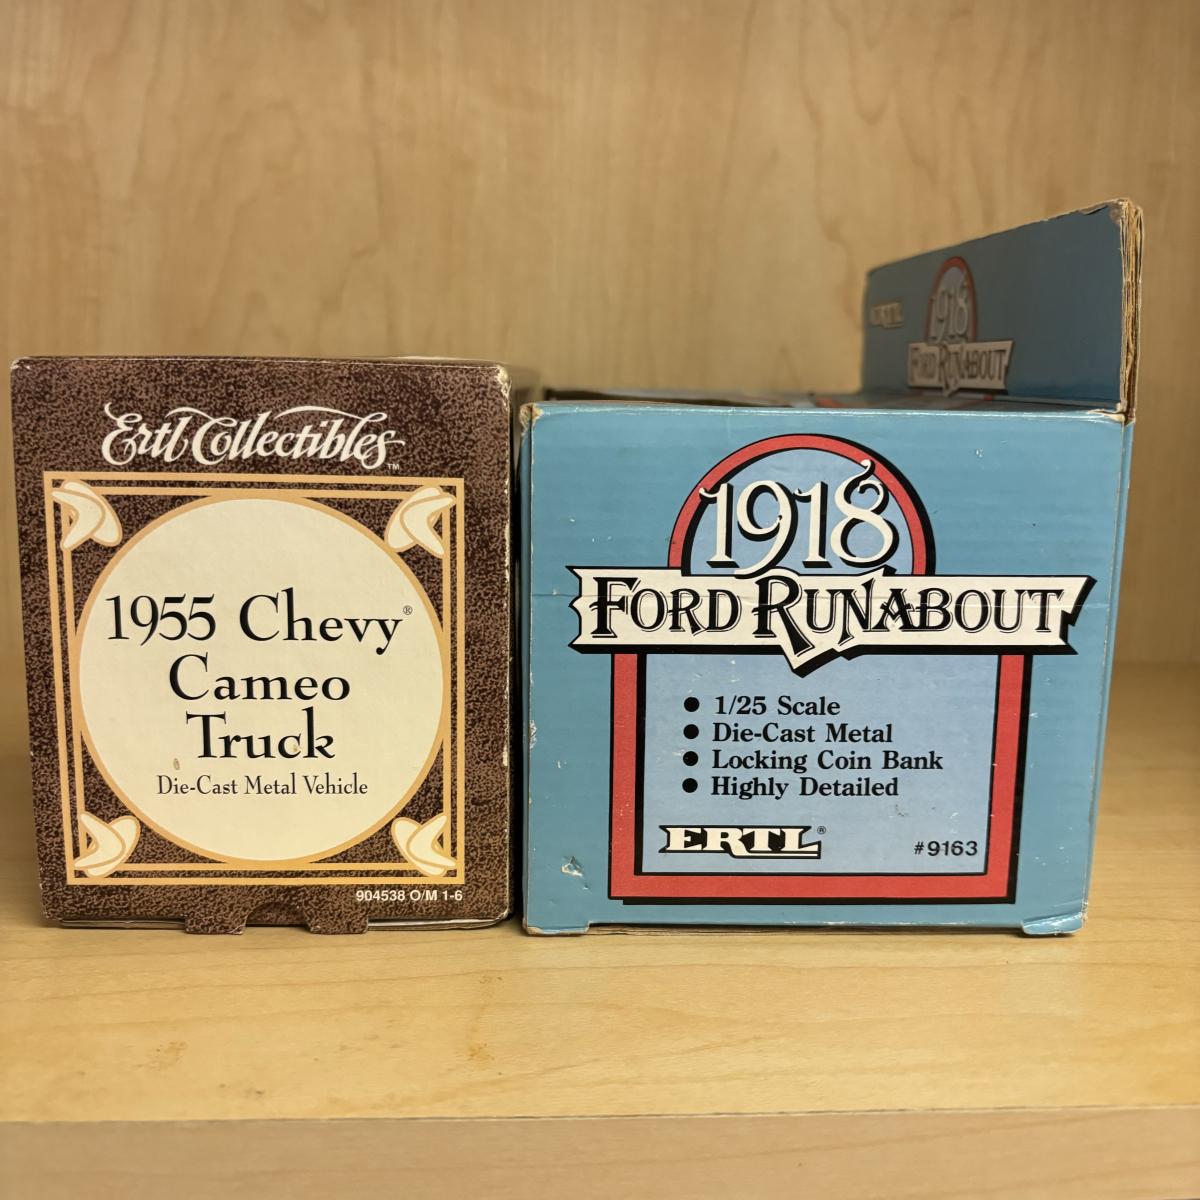 Ertl Collectibles™
1955 Chevy®
Cameo
Truck
Die-Cast Metal Vehicle
904538 O/M 1-6
1918
FORD RUNABOUT
1918
FORD RUNABOUT
● 1/25 Scale
● Die-Cast Metal
● Locking Coin Bank
● Highly Detailed
ERTL®
#9163